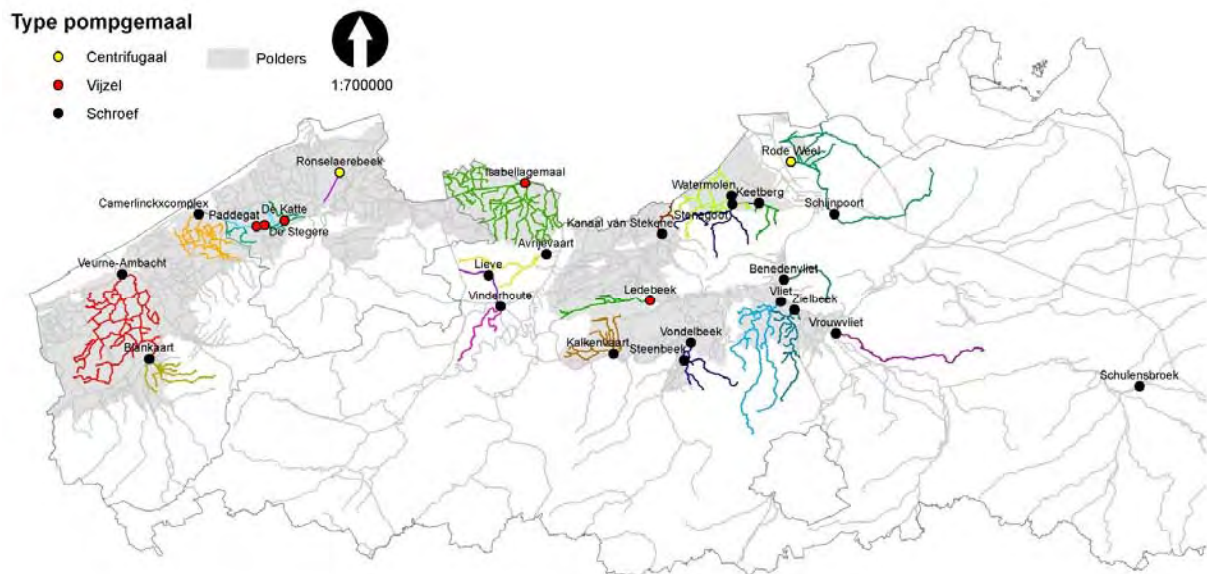 Type pompgemaal
Centrifugaal
Polders
Vijzel
1:700000
Schroef
Rode Weel
Ronselaerebeek
Isabellagemaal
Watermolen
Keetberg
Camerlinckxcomplex
De Katte
Paddegat
Stenegoot
Schijnpoort
Kanaal van Stekene
De Stegere
Avrijevaart
Veurne-Ambacht
Lieve
Benedenvliet
Ledebeek
Vliet
Vinderhoute
Zielbeek
Vrouwvliet
Vondelbeek
Blankaart
Kalkenvaart
Steenbeek
Schulensbroek